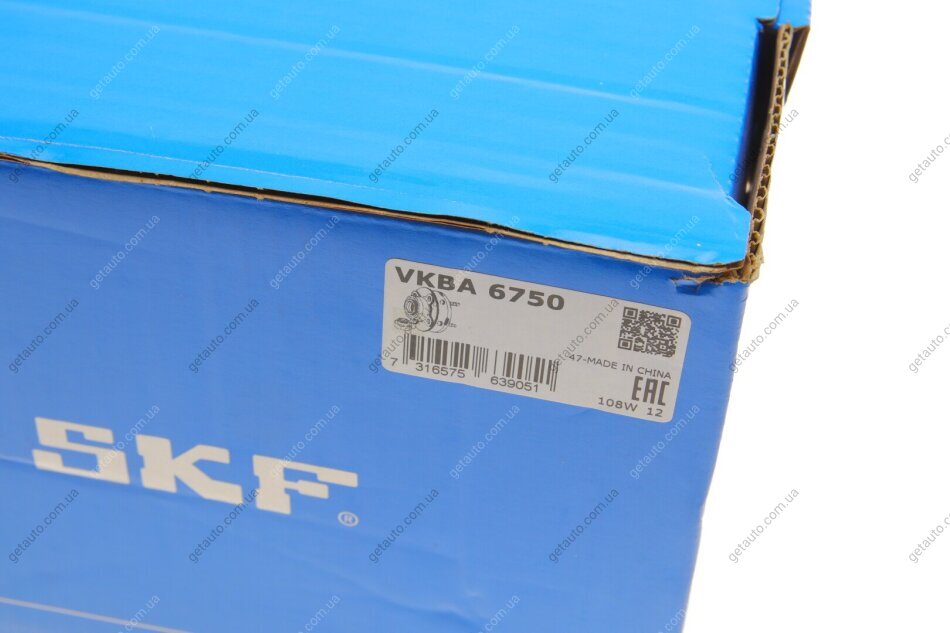 VKBA 6750
47-MADE IN CHINA
7 316575 639051
EAC
108W 12
SKF
®
getauto.com.ua